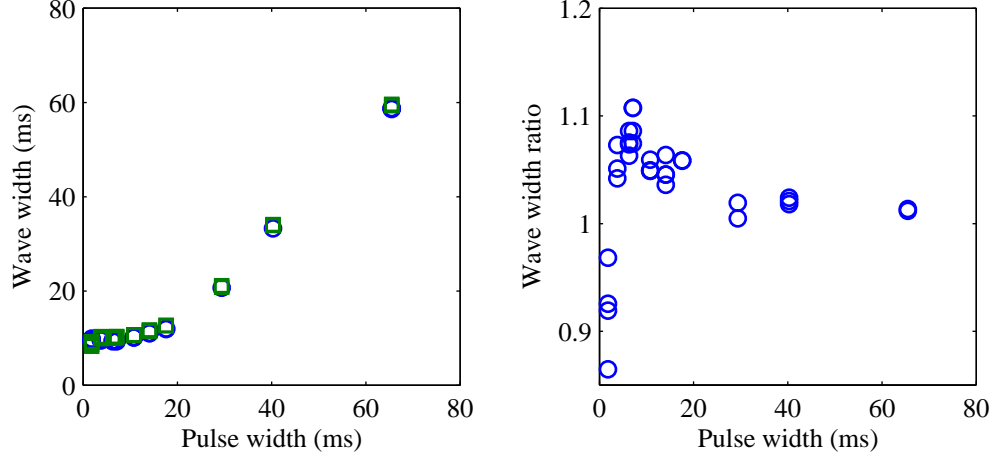 80
60
40
20
0
Wave width (ms)
0 20 40 60 80
Pulse width (ms)
1.2
1.1
1
0.9
Wave width ratio
0 20 40 60 80
Pulse width (ms)